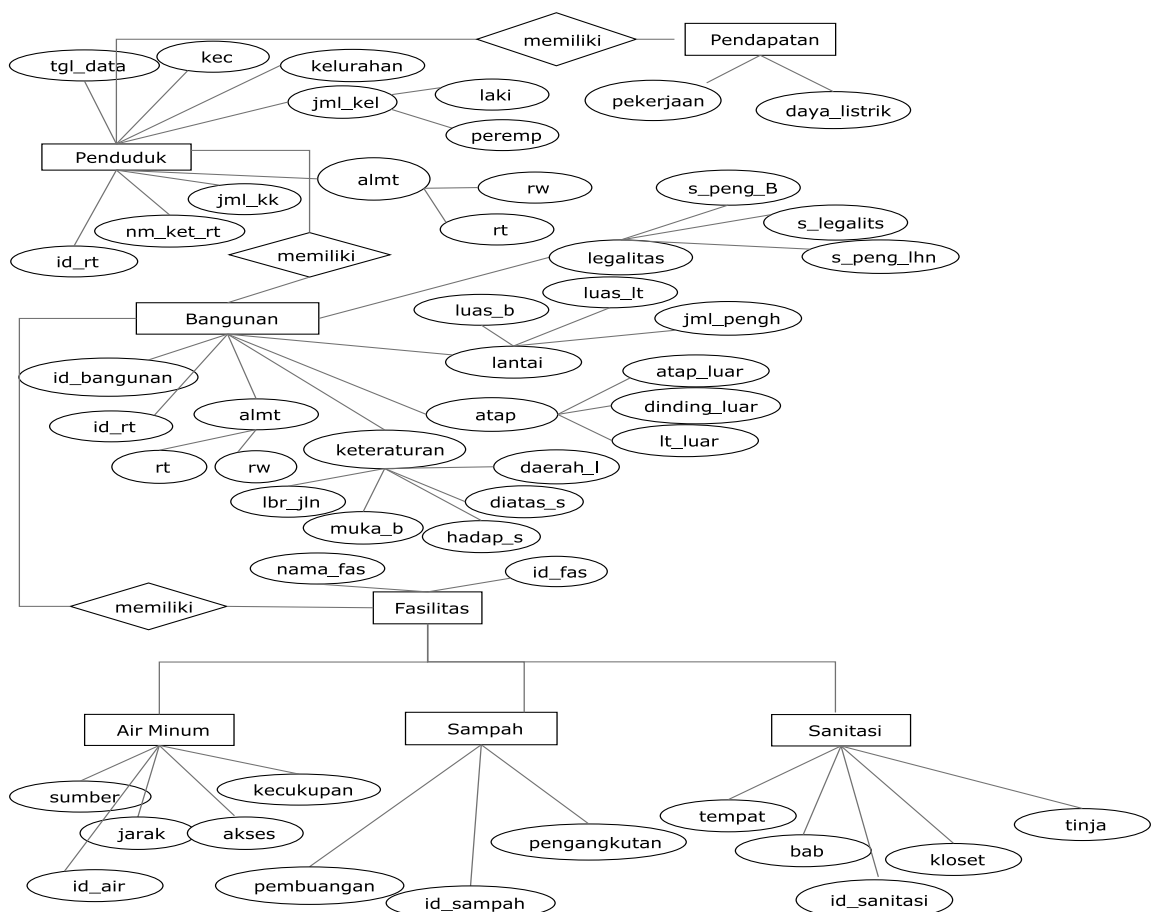 memiliki
Pendapatan
tgl_data
kec
kelurahan
jml_kel
laki
pekerjaan
daya_listrik
peremp
Penduduk
almt
rw
s_peng_B
jml_kk
nm_ket_rt
rt
s_legalits
id_rt
memiliki
legalitas
s_peng_lhn
luas_b
luas_lt
Bangunan
jml_pengh
lantai
id_bangunan
atap_luar
almt
atap
dinding_luar
id_rt
keteraturan
lt_luar
rt
rw
daerah_l
lbr_jln
diatas_s
muka_b
hadap_s
nama_fas
id_fas
memiliki
Fasilitas
Air Minum
Sampah
Sanitasi
sumber
kecukupan
jarak
akses
tempat
tinja
pengangkutan
bab
kloset
id_air
pembuangan
id_sampah
id_sanitasi